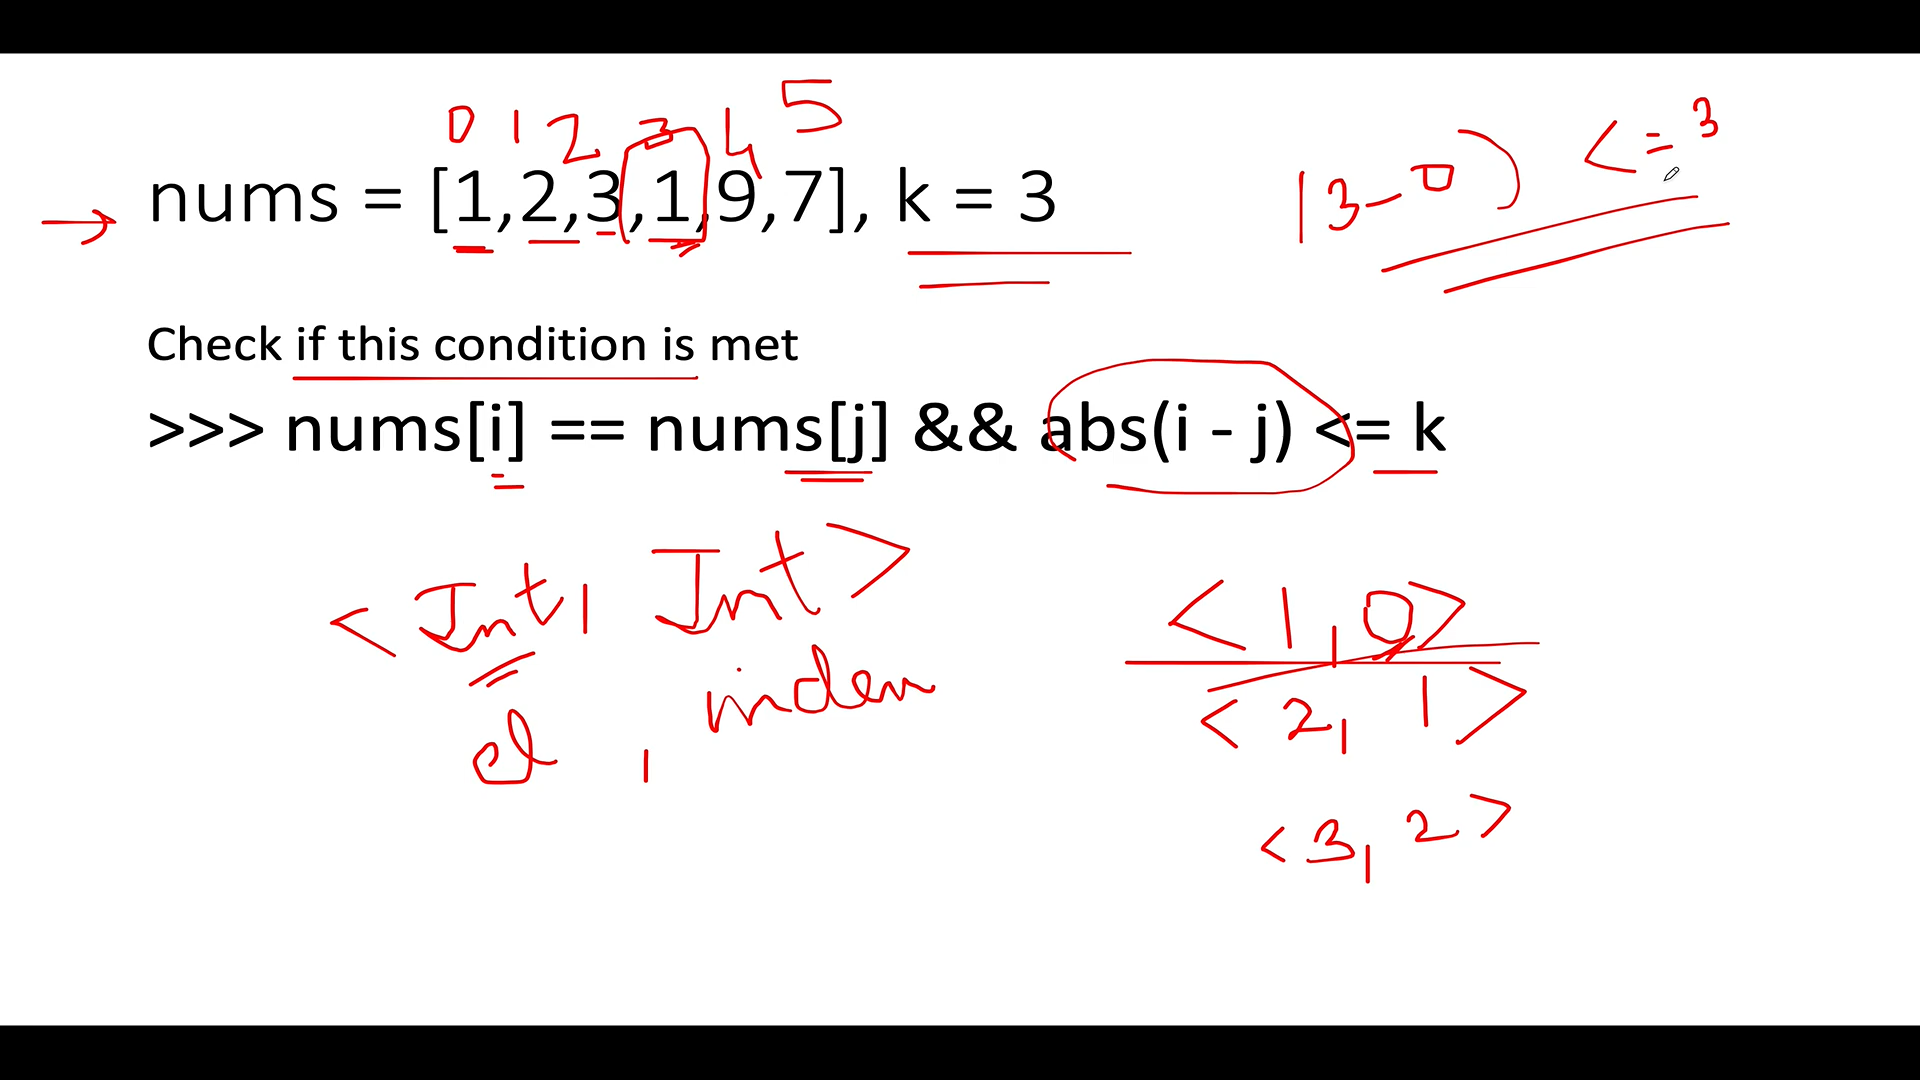 0 1 2 3 4 5
nums = [1,2,3,1,9,7], k = 3
|3-0) <= 3
Check if this condition is met
>>> nums[i] == nums[j] && abs(i - j) <= k
<Int, Int>
el , index
<1,0>
<2, 1>
<3, 2>